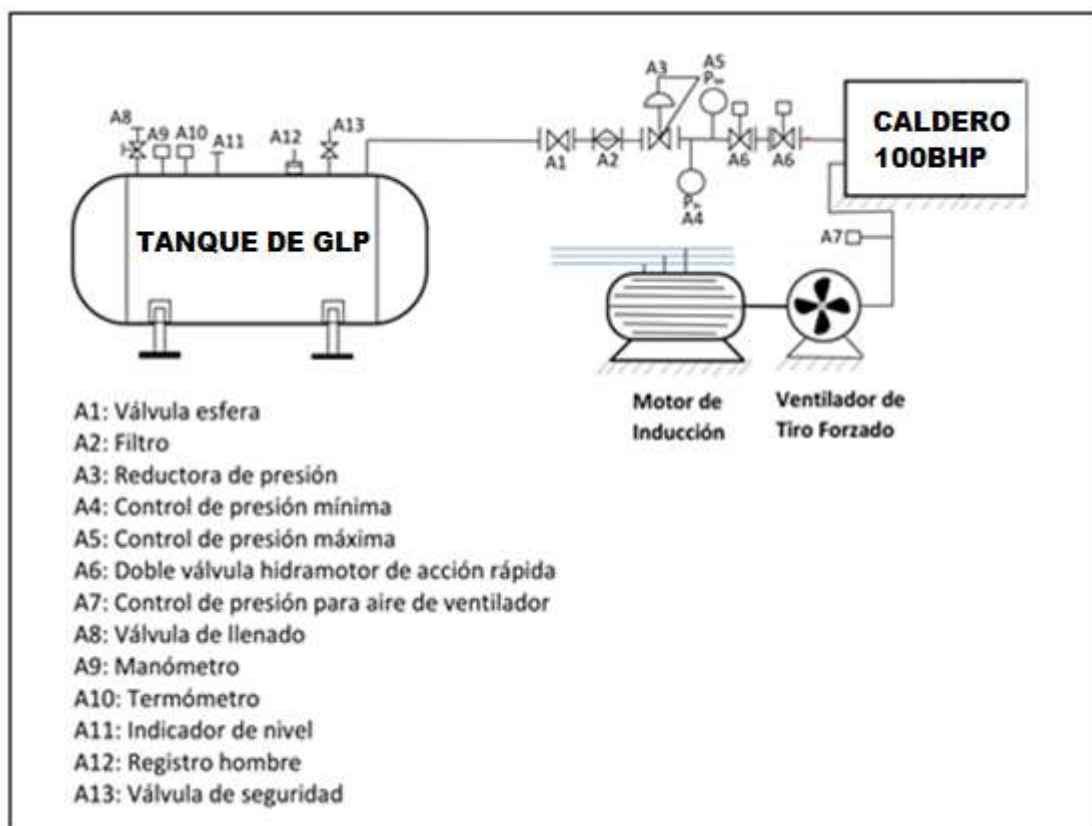 A8
A9
A10
A11
A12
A13
A3
A5
A1
A2
A4
A6
A6
CALDERO
100BHP
TANQUE DE GLP
A7
Motor de
Inducción
Ventilador de
Tiro Forzado
A1: Válvula esfera
A2: Filtro
A3: Reductora de presión
A4: Control de presión mínima
A5: Control de presión máxima
A6: Doble válvula hidramotor de acción rápida
A7: Control de presión para aire de ventilador
A8: Válvula de llenado
A9: Manómetro
A10: Termómetro
A11: Indicador de nivel
A12: Registro hombre
A13: Válvula de seguridad